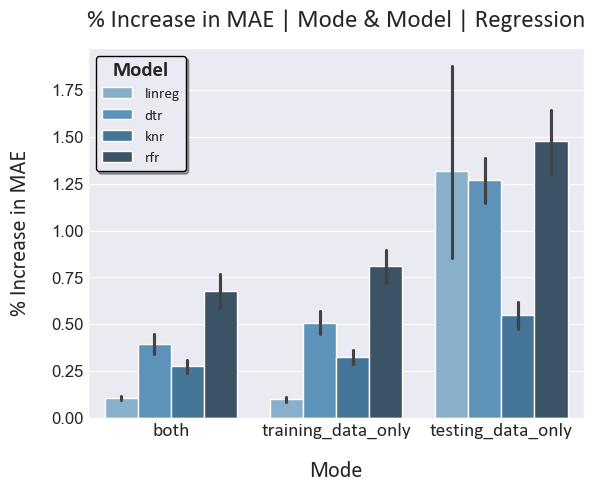 % Increase in MAE | Mode & Model | Regression
% Increase in MAE
1.75
1.50
1.25
1.00
0.75
0.50
0.25
0.00
Model
linreg
dtr
knr
rfr
both
training_data_only
testing_data_only
Mode